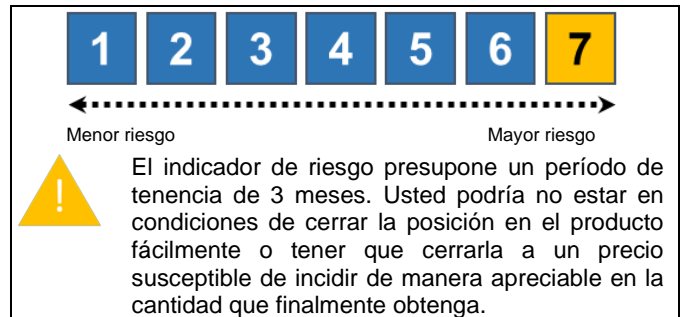 1 2 3 4 5 6 7
Menor riesgo Mayor riesgo
!
El indicador de riesgo presupone un período de
tenencia de 3 meses. Usted podría no estar en
condiciones de cerrar la posición en el producto
fácilmente o tener que cerrarla a un precio
susceptible de incidir de manera apreciable en la
cantidad que finalmente obtenga.